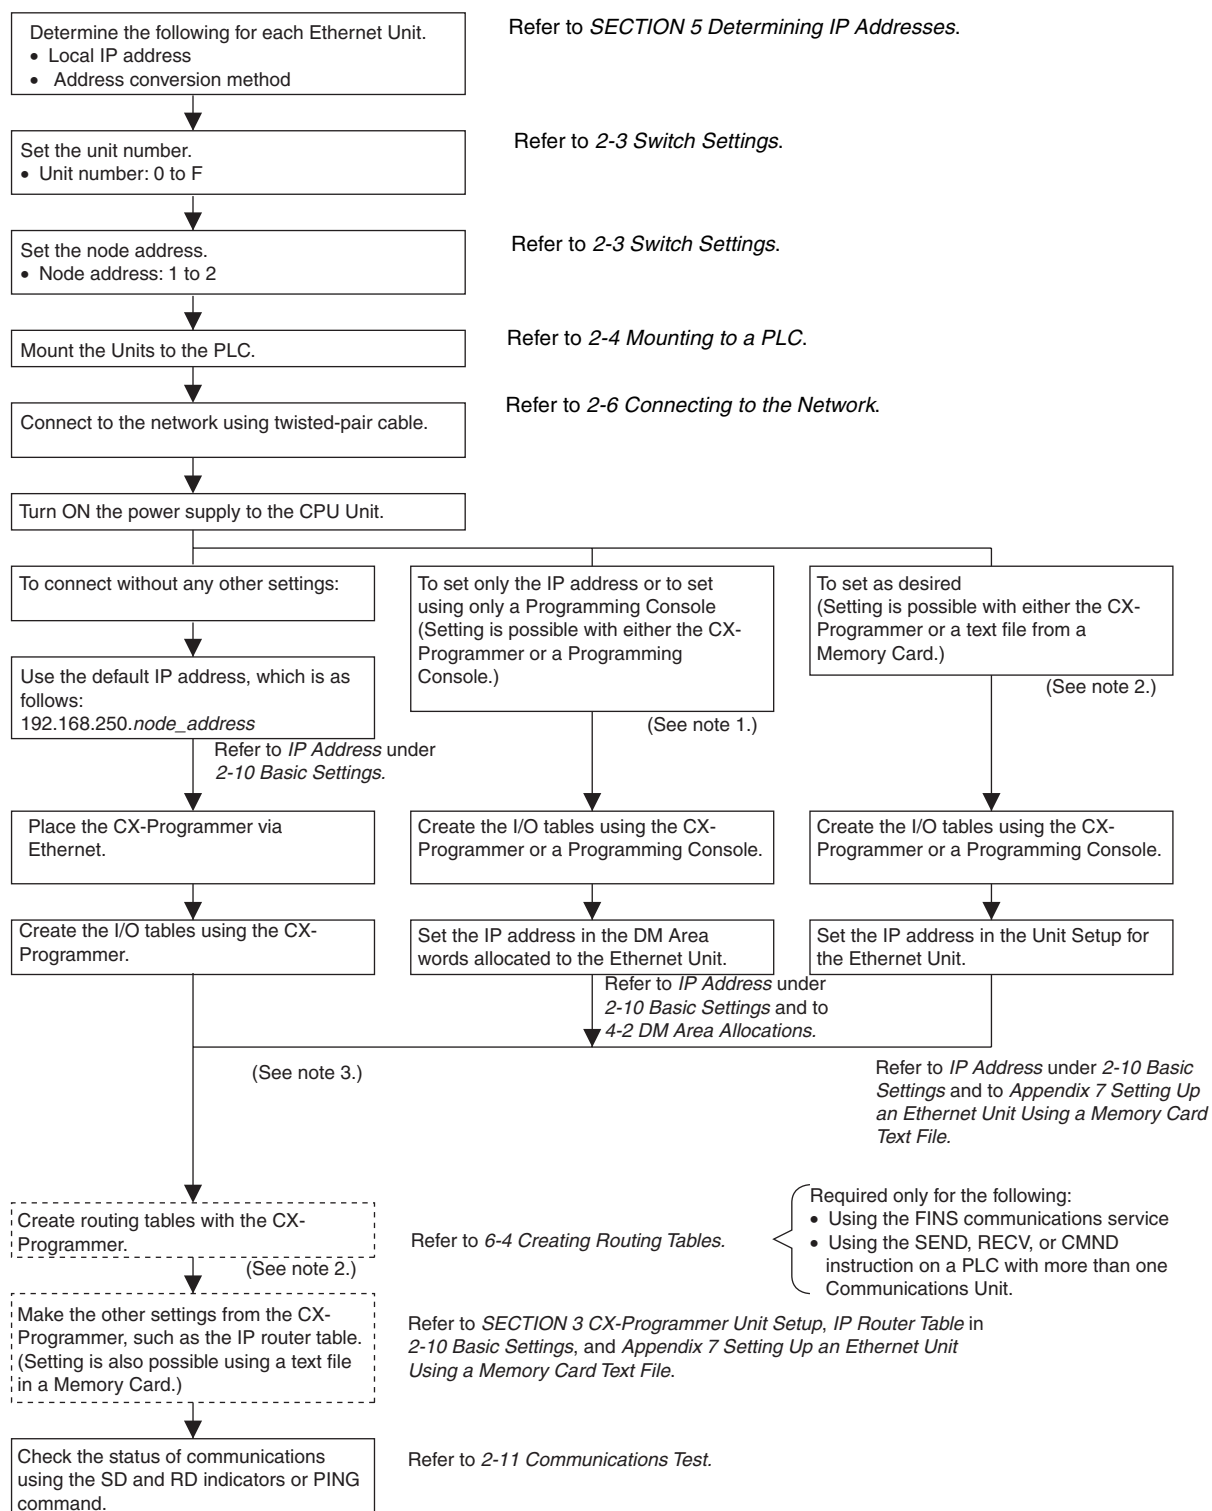 Determine the following for each Ethernet Unit.
• Local IP address
• Address conversion method
Refer to SECTION 5 Determining IP Addresses.
Set the unit number.
• Unit number: 0 to F
Refer to 2-3 Switch Settings.
Set the node address.
• Node address: 1 to 2
Refer to 2-3 Switch Settings.
Mount the Units to the PLC.
Refer to 2-4 Mounting to a PLC.
Connect to the network using twisted-pair cable.
Refer to 2-6 Connecting to the Network.
Turn ON the power supply to the CPU Unit.
To connect without any other settings:
Use the default IP address, which is as
follows:
192.168.250.node_address
Refer to IP Address under
2-10 Basic Settings.
Place the CX-Programmer via
Ethernet.
Create the I/O tables using the CX-
Programmer.
To set only the IP address or to set
using only a Programming Console
(Setting is possible with either the CX-
Programmer or a Programming
Console.)
(See note 1.)
Create the I/O tables using the CX-
Programmer or a Programming Console.
Set the IP address in the DM Area
words allocated to the Ethernet Unit.
Refer to IP Address under
2-10 Basic Settings and to
4-2 DM Area Allocations.
To set as desired
(Setting is possible with either the CX-
Programmer or a text file from a
Memory Card.)
(See note 2.)
Create the I/O tables using the CX-
Programmer or a Programming Console.
Set the IP address in the Unit Setup for
the Ethernet Unit.
Refer to IP Address under 2-10 Basic
Settings and to Appendix 7 Setting Up
an Ethernet Unit Using a Memory Card
Text File.
(See note 3.)
Create routing tables with the CX-
Programmer.
(See note 2.)
Refer to 6-4 Creating Routing Tables.
Required only for the following:
• Using the FINS communications service
• Using the SEND, RECV, or CMND
instruction on a PLC with more than one
Communications Unit.
Make the other settings from the CX-
Programmer, such as the IP router table.
(Setting is also possible using a text file
in a Memory Card.)
Refer to SECTION 3 CX-Programmer Unit Setup, IP Router Table in
2-10 Basic Settings, and Appendix 7 Setting Up an Ethernet Unit
Using a Memory Card Text File.
Check the status of communications
using the SD and RD indicators or PING
command.
Refer to 2-11 Communications Test.